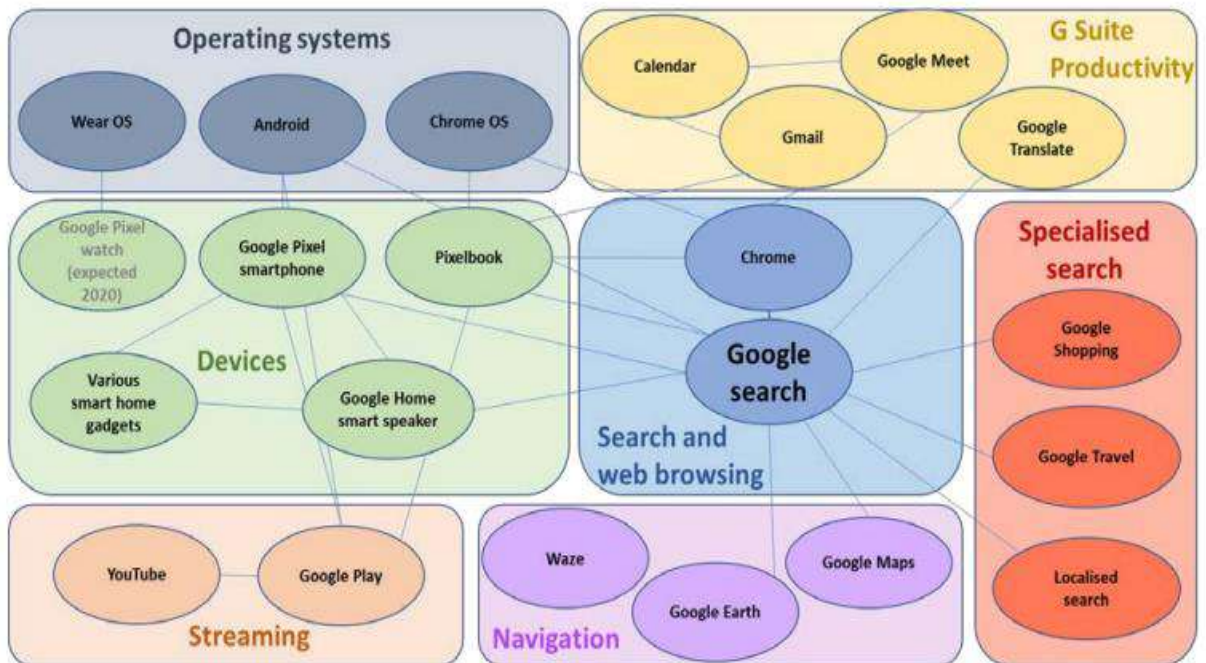 Operating systems
Wear OS
Android
Chrome OS
G Suite
Productivity
Calendar
Google Meet
Gmail
Google
Translate
Google Pixel
watch
(expected
2020)
Google Pixel
smartphone
Pixelbook
Devices
Various
smart home
gadgets
Google Home
smart speaker
Chrome
Google
search
Search and
web browsing
Specialised
search
Google
Shopping
Google Travel
Localised
search
YouTube
Google Play
Streaming
Waze
Google Earth
Google Maps
Navigation